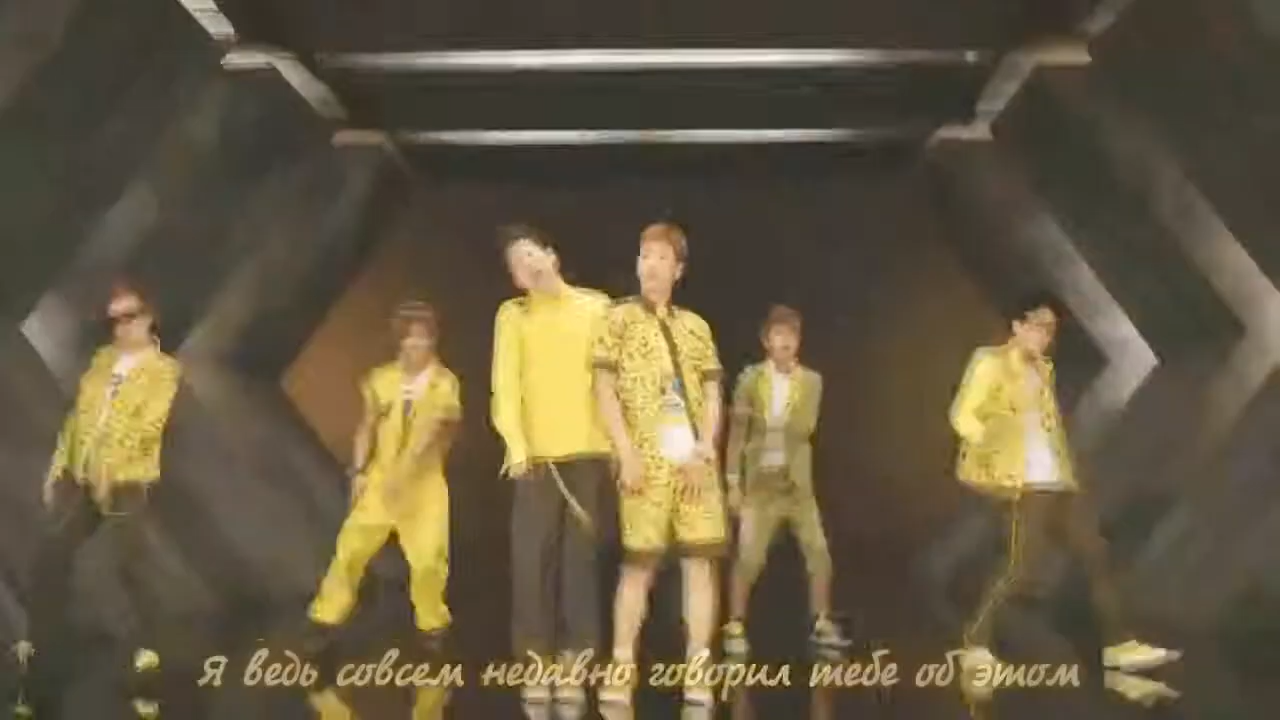 Я ведь совсем недавно говорил тебе об этом